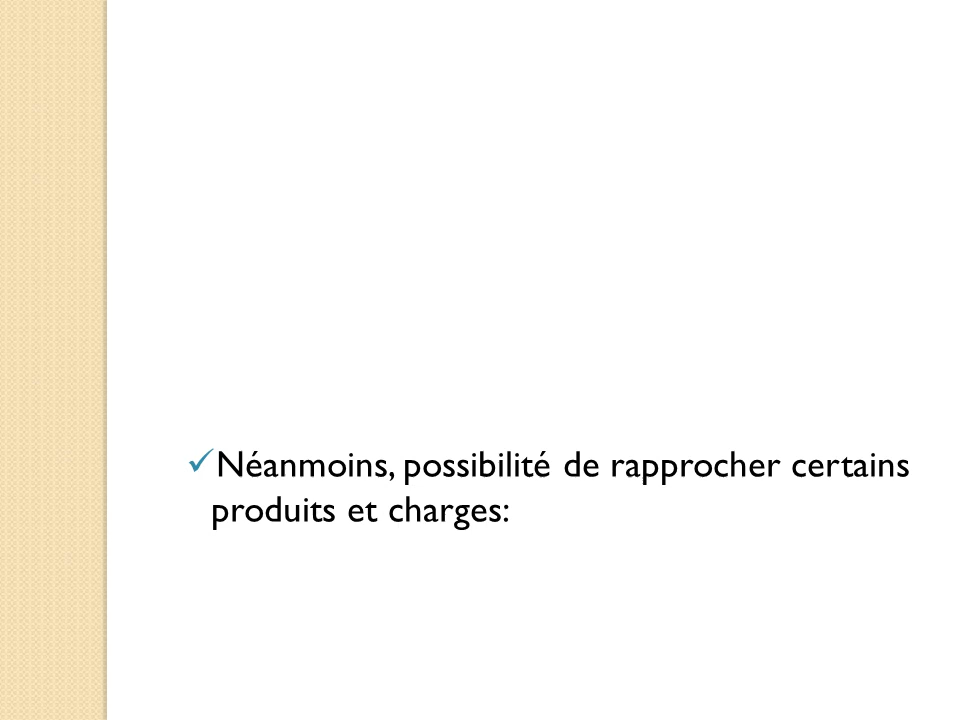 ✓Néanmoins, possibilité de rapprocher certains
produits et charges: